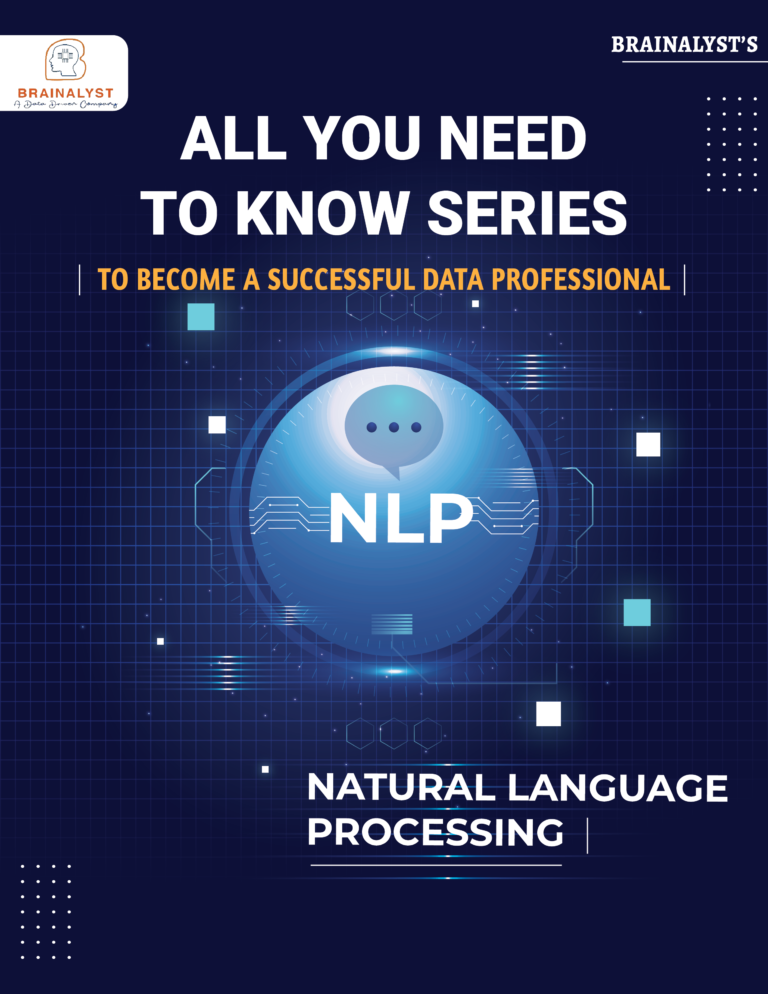 BRAINALYST'S
BRAINALYST
A Data Driven Company
ALL YOU NEED
TO KNOW SERIES
TO BECOME A SUCCESSFUL DATA PROFESSIONAL
NLP
NATURAL LANGUAGE
PROCESSING